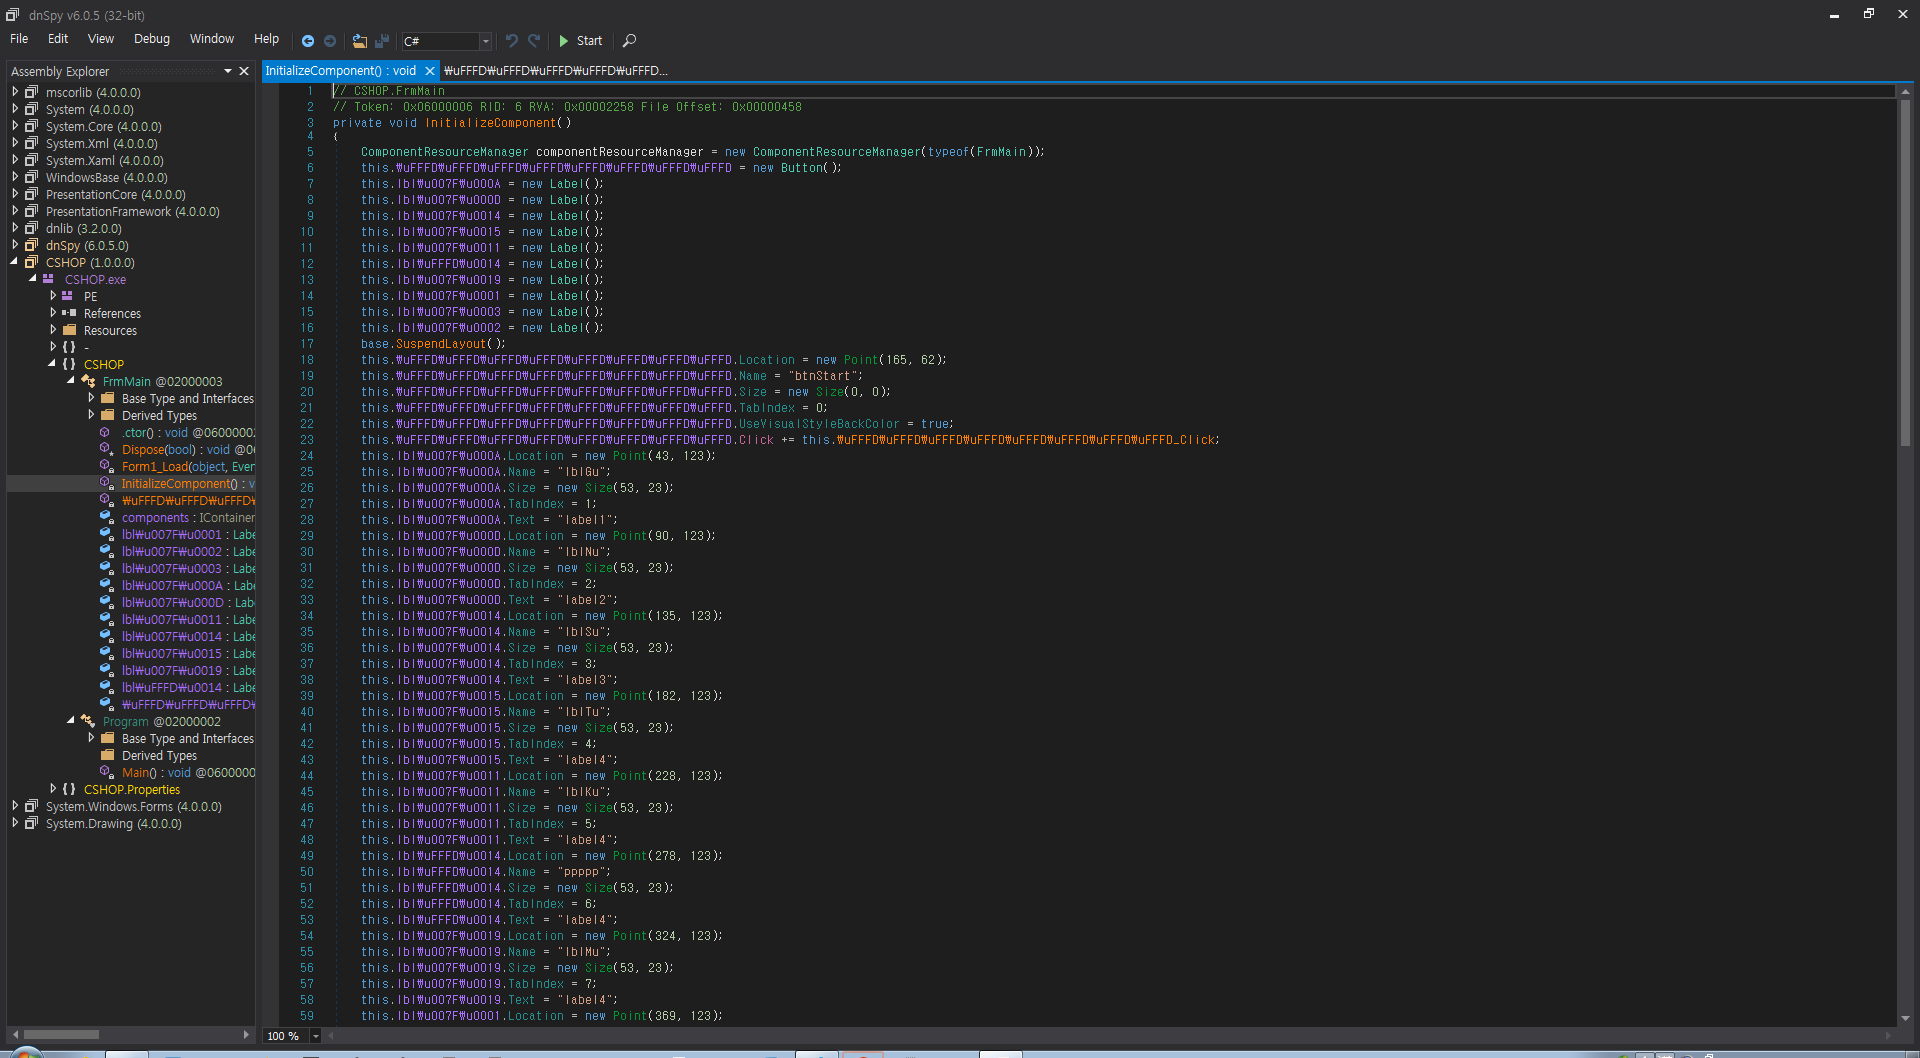 dnSpy v6.0.5 (32-bit)
File Edit View Debug Window Help C# Start
Assembly Explorer
InitializeComponent() : void
₩uFFFD₩uFFFD₩uFFFD₩uFFFD₩uFFFD...
mscorlib (4.0.0.0)
System (4.0.0.0)
System.Core (4.0.0.0)
System.Xml (4.0.0.0)
System.Xaml (4.0.0.0)
WindowsBase (4.0.0.0)
PresentationCore (4.0.0.0)
PresentationFramework (4.0.0.0)
dnlib (3.2.0.0)
dnSpy (6.0.5.0)
CSHOP (1.0.0.0)
CSHOP.exe
PE
References
Resources
{ } -
{ } CSHOP
FrmMain @02000003
Base Type and Interfaces
Derived Types
.ctor() : void @0600000
Dispose(bool) : void @0
Form1_Load(object, Even
InitializeComponent() : v
₩uFFFD₩uFFFD₩uFFFD₩
components : IContainer
lbl₩u007F₩u0001 : Labe
lbl₩u007F₩u0002 : Labe
lbl₩u007F₩u0003 : Labe
lbl₩u007F₩u000A : Labe
lbl₩u007F₩u000D : Labe
lbl₩u007F₩u0011 : Labe
lbl₩u007F₩u0014 : Labe
lbl₩u007F₩u0015 : Labe
lbl₩u007F₩u0019 : Labe
lbl₩uFFFD₩u0014 : Labe
₩uFFFD₩uFFFD₩uFFFD₩
Program @02000002
Base Type and Interfaces
Derived Types
Main() : void @0600000
{ } CSHOP.Properties
System.Windows.Forms (4.0.0.0)
System.Drawing (4.0.0.0)
1 // CSHOP.FrmMain
2 // Token: 0x06000006 RID: 6 RVA: 0x00002258 File Offset: 0x00000458
3 private void InitializeComponent()
4 {
5 ComponentResourceManager componentResourceManager = new ComponentResourceManager(typeof(FrmMain));
6 this.₩uFFFD₩uFFFD₩uFFFD₩uFFFD₩uFFFD₩uFFFD₩uFFFD₩uFFFD = new Button();
7 this.lbl₩u007F₩u000A = new Label();
8 this.lbl₩u007F₩u000D = new Label();
9 this.lbl₩u007F₩u0014 = new Label();
10 this.lbl₩u007F₩u0015 = new Label();
11 this.lbl₩u007F₩u0011 = new Label();
12 this.lbl₩uFFFD₩u0014 = new Label();
13 this.lbl₩u007F₩u0019 = new Label();
14 this.lbl₩u007F₩u0001 = new Label();
15 this.lbl₩u007F₩u0003 = new Label();
16 this.lbl₩u007F₩u0002 = new Label();
17 base.SuspendLayout();
18 this.₩uFFFD₩uFFFD₩uFFFD₩uFFFD₩uFFFD₩uFFFD₩uFFFD₩uFFFD.Location = new Point(165, 62);
19 this.₩uFFFD₩uFFFD₩uFFFD₩uFFFD₩uFFFD₩uFFFD₩uFFFD₩uFFFD.Name = "btnStart";
20 this.₩uFFFD₩uFFFD₩uFFFD₩uFFFD₩uFFFD₩uFFFD₩uFFFD₩uFFFD.Size = new Size(0, 0);
21 this.₩uFFFD₩uFFFD₩uFFFD₩uFFFD₩uFFFD₩uFFFD₩uFFFD₩uFFFD.TabIndex = 0;
22 this.₩uFFFD₩uFFFD₩uFFFD₩uFFFD₩uFFFD₩uFFFD₩uFFFD₩uFFFD.UseVisualStyleBackColor = true;
23 this.₩uFFFD₩uFFFD₩uFFFD₩uFFFD₩uFFFD₩uFFFD₩uFFFD₩uFFFD.Click += this.₩uFFFD₩uFFFD₩uFFFD₩uFFFD₩uFFFD₩uFFFD₩uFFFD₩uFFFD_Click;
24 this.lbl₩u007F₩u000A.Location = new Point(43, 123);
25 this.lbl₩u007F₩u000A.Name = "lblGu";
26 this.lbl₩u007F₩u000A.Size = new Size(53, 23);
27 this.lbl₩u007F₩u000A.TabIndex = 1;
28 this.lbl₩u007F₩u000A.Text = "label1";
29 this.lbl₩u007F₩u000D.Location = new Point(90, 123);
30 this.lbl₩u007F₩u000D.Name = "lblNu";
31 this.lbl₩u007F₩u000D.Size = new Size(53, 23);
32 this.lbl₩u007F₩u000D.TabIndex = 2;
33 this.lbl₩u007F₩u000D.Text = "label2";
34 this.lbl₩u007F₩u0014.Location = new Point(135, 123);
35 this.lbl₩u007F₩u0014.Name = "lblSu";
36 this.lbl₩u007F₩u0014.Size = new Size(53, 23);
37 this.lbl₩u007F₩u0014.TabIndex = 3;
38 this.lbl₩u007F₩u0014.Text = "label3";
39 this.lbl₩u007F₩u0015.Location = new Point(182, 123);
40 this.lbl₩u007F₩u0015.Name = "lblTu";
41 this.lbl₩u007F₩u0015.Size = new Size(53, 23);
42 this.lbl₩u007F₩u0015.TabIndex = 4;
43 this.lbl₩u007F₩u0015.Text = "label4";
44 this.lbl₩u007F₩u0011.Location = new Point(228, 123);
45 this.lbl₩u007F₩u0011.Name = "lblKu";
46 this.lbl₩u007F₩u0011.Size = new Size(53, 23);
47 this.lbl₩u007F₩u0011.TabIndex = 5;
48 this.lbl₩u007F₩u0011.Text = "label4";
49 this.lbl₩uFFFD₩u0014.Location = new Point(278, 123);
50 this.lbl₩uFFFD₩u0014.Name = "ppppp";
51 this.lbl₩uFFFD₩u0014.Size = new Size(53, 23);
52 this.lbl₩uFFFD₩u0014.TabIndex = 6;
53 this.lbl₩uFFFD₩u0014.Text = "label4";
54 this.lbl₩u007F₩u0019.Location = new Point(324, 123);
55 this.lbl₩u007F₩u0019.Name = "lblMu";
56 this.lbl₩u007F₩u0019.Size = new Size(53, 23);
57 this.lbl₩u007F₩u0019.TabIndex = 7;
58 this.lbl₩u007F₩u0019.Text = "label4";
59 this.lbl₩u007F₩u0001.Location = new Point(369, 123);
100 %